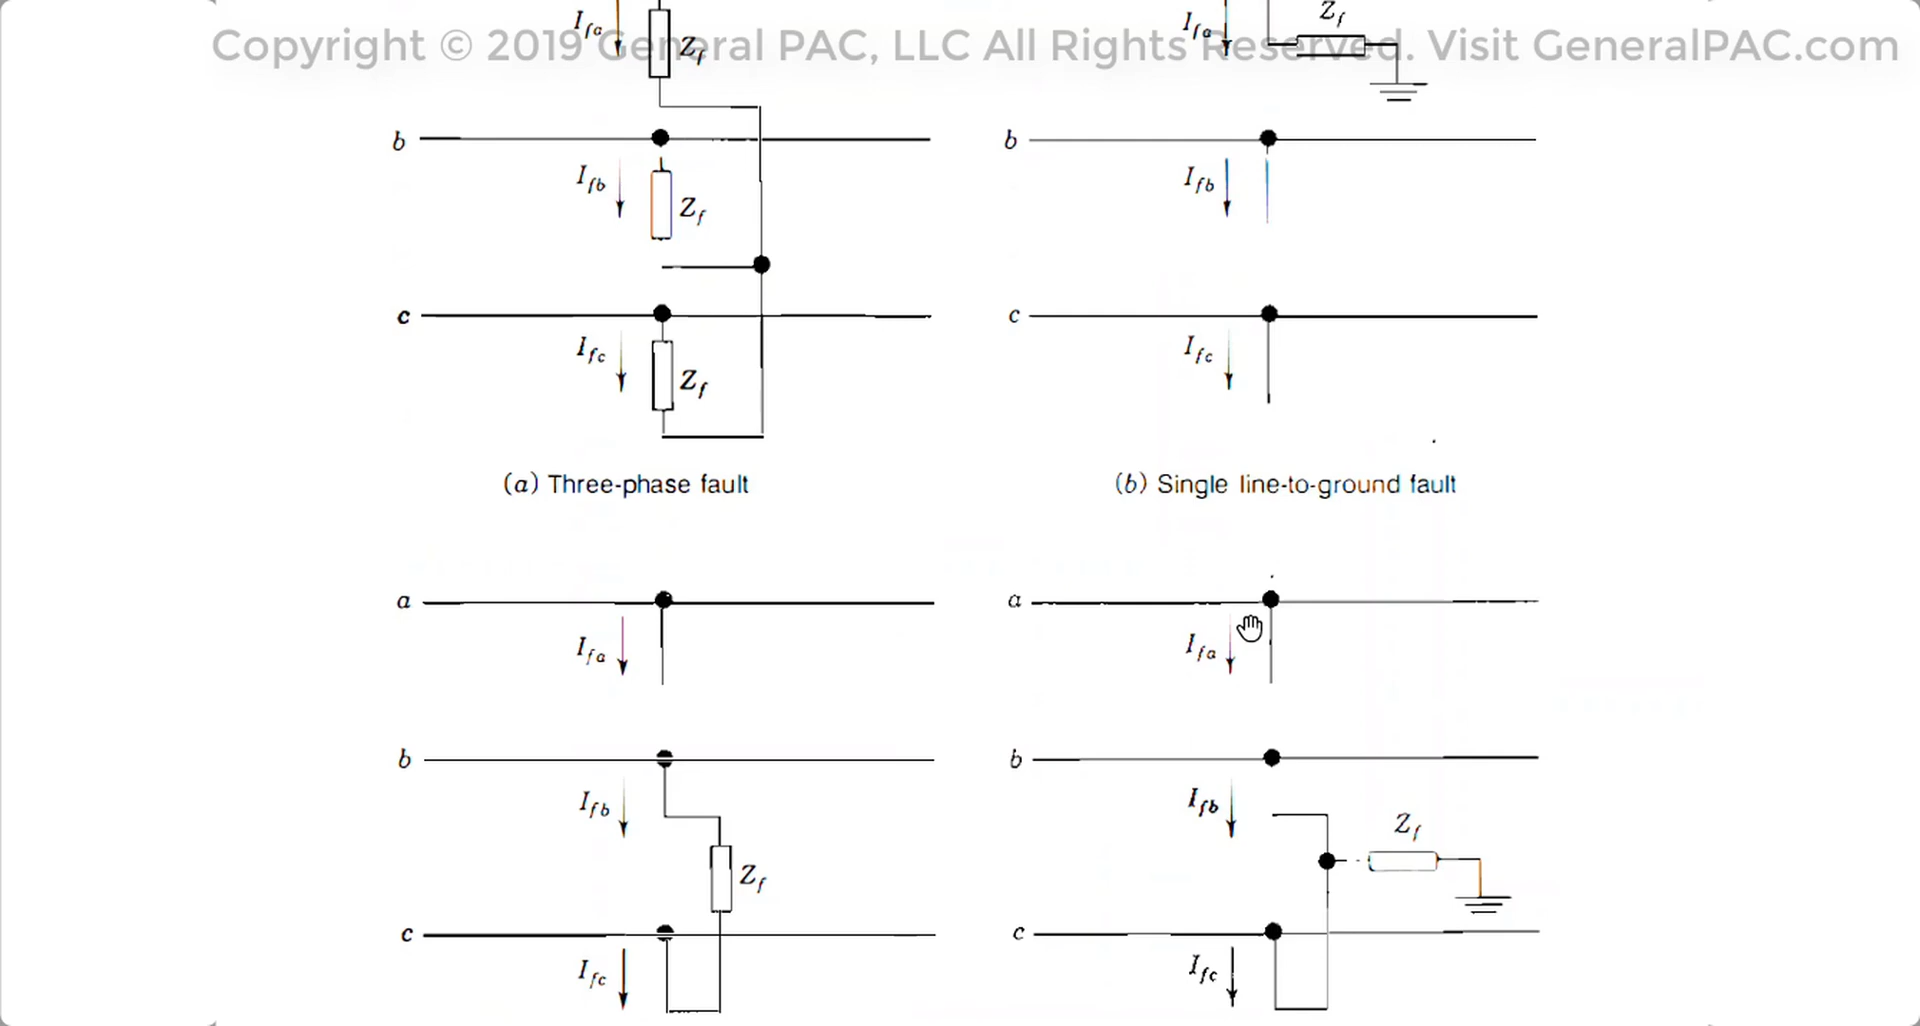 I_fa Z_f I_fa Z_f
Copyright © 2019 General PAC, LLC All Rights Reserved. Visit GeneralPAC.com
b b
I_fb Z_f I_fb
c c
I_fc Z_f I_fc
(a) Three-phase fault (b) Single line-to-ground fault
a a
I_fa I_fa
b b
I_fb Z_f I_fb Z_f
c c
I_fc I_fc